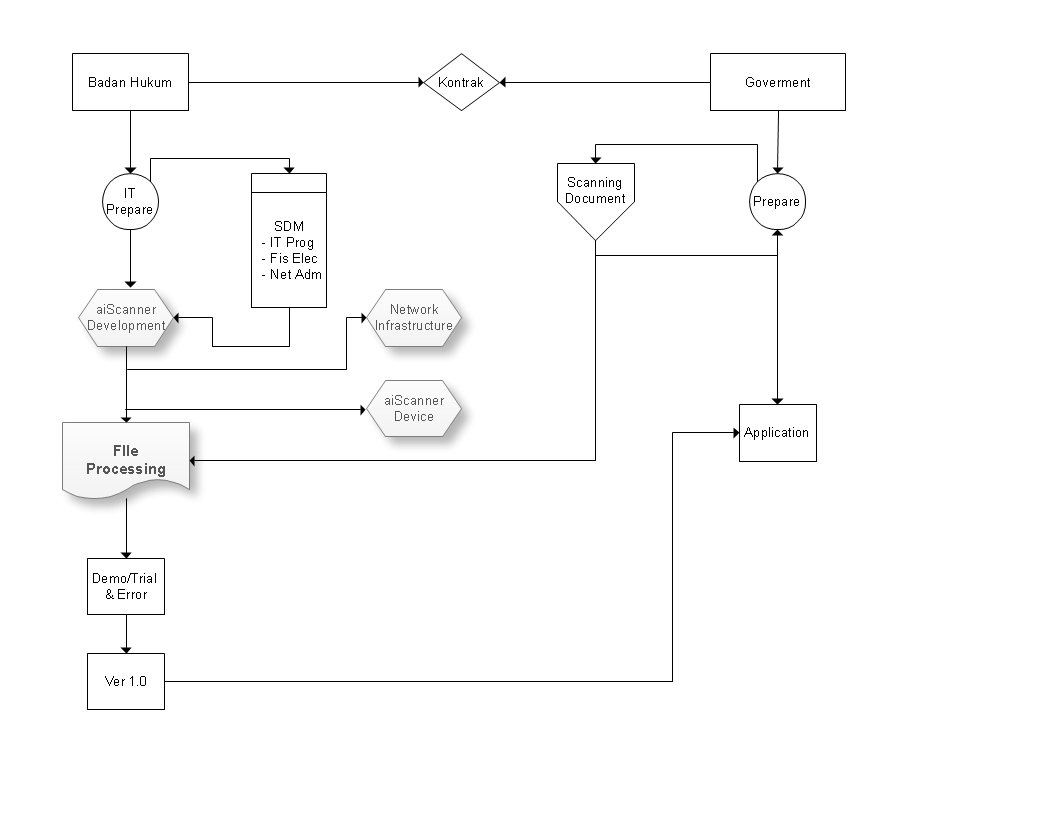 Badan Hukum
Kontrak
Goverment
IT
Prepare
Scanning
Document
Prepare
SDM
- IT Prog
- Fis Elec
- Net Adm
aiScanner
Development
Network
Infrastructure
aiScanner
Device
FIle
Processing
Application
Demo/Trial
& Error
Ver 1.0